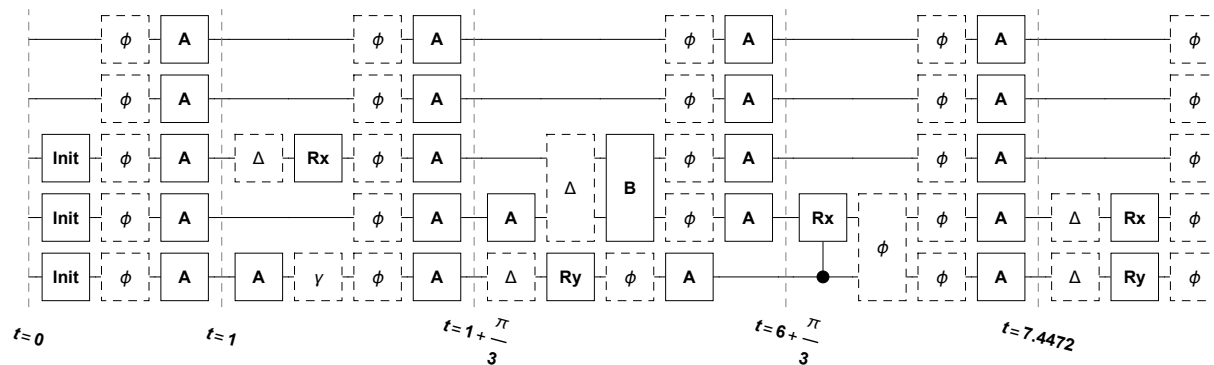 ϕ A ϕ A ϕ A ϕ A ϕ
ϕ A ϕ A ϕ A ϕ A ϕ
Init ϕ A Δ Rx ϕ A Δ B ϕ A ϕ A ϕ
Init ϕ A ϕ A A ϕ A Rx ϕ ϕ A Δ Rx ϕ
Init ϕ A A γ ϕ A Δ Ry ϕ A ϕ A Δ Ry ϕ
t=0 t=1 t=1+π/3 t=6+π/3 t=7.4472